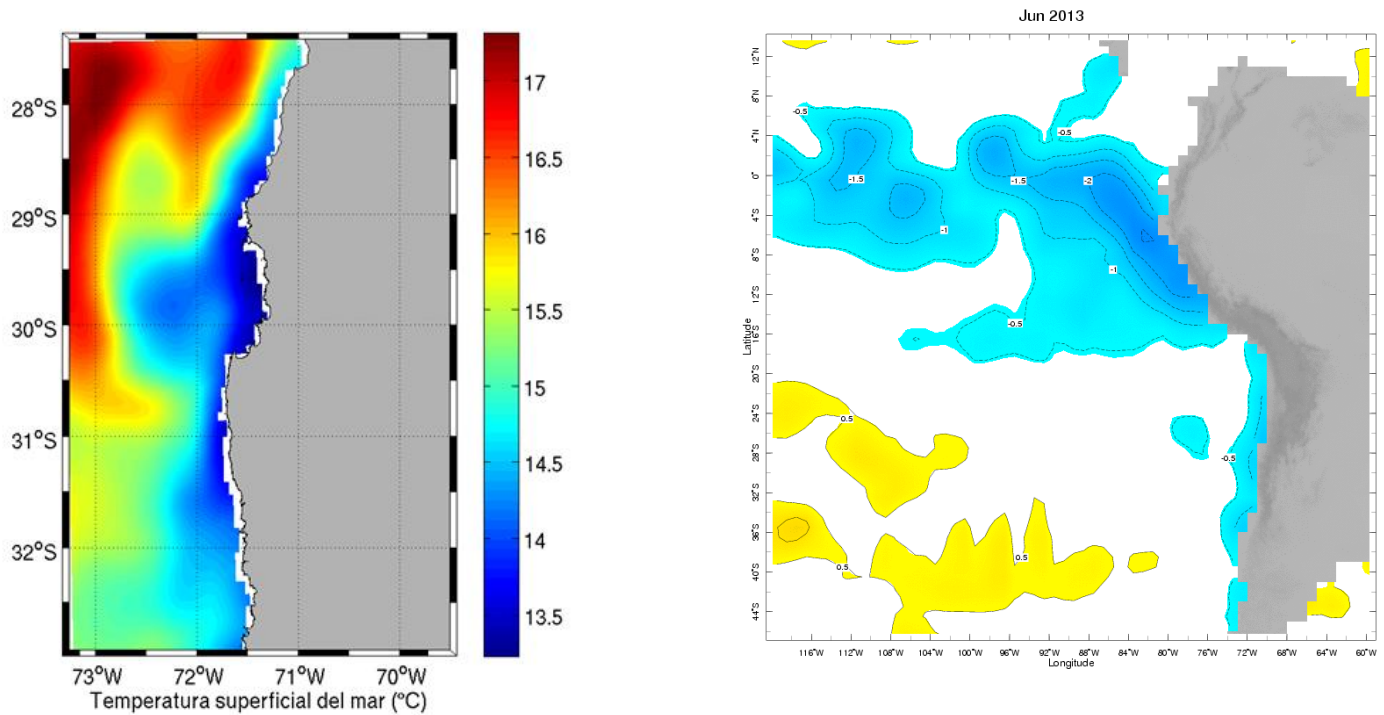 28°S
29°S
30°S
31°S
32°S
73°W 72°W 71°W 70°W
Temperatura superficial del mar (°C)
17
16.5
16
15.5
15
14.5
14
13.5
Jun 2013
12°N
8°N
4°N
0°
4°S
8°S
12°S
16°S
20°S
24°S
28°S
32°S
36°S
40°S
44°S
Latitude
-0.5
-0.5
-1.5
-1.5
-2
-1
-1
-0.5
0.5
-0.5
0.5
0.5
116°W 112°W 108°W 104°W 100°W 96°W 92°W 88°W 84°W 80°W 76°W 72°W 68°W 64°W 60°W
Longitude